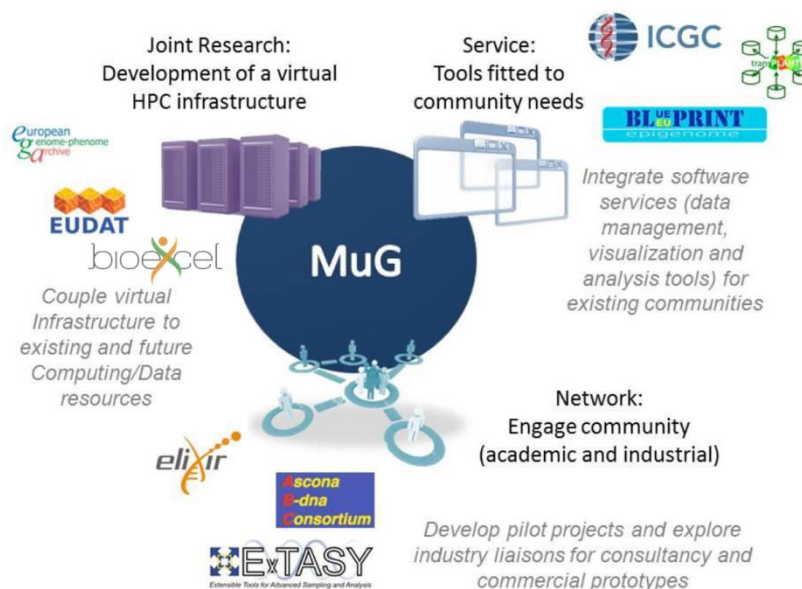 Joint Research:
Development of a virtual
HPC infrastructure
Service:
Tools fitted to
community needs
ICGC
transPLANT
BLUEPRINT
EU
epigenome
european
genome-phenome
archive
EUDAT
bioexcel
MuG
Integrate software
services (data
management,
visualization and
analysis tools) for
existing communities
Couple virtual
Infrastructure to
existing and future
Computing/Data
resources
Network:
Engage community
(academic and industrial)
elixir
Ascona
B-dna
Consortium
ExTASY
Extensible Tools for Advanced Sampling and Analysis
Develop pilot projects and explore
industry liaisons for consultancy and
commercial prototypes